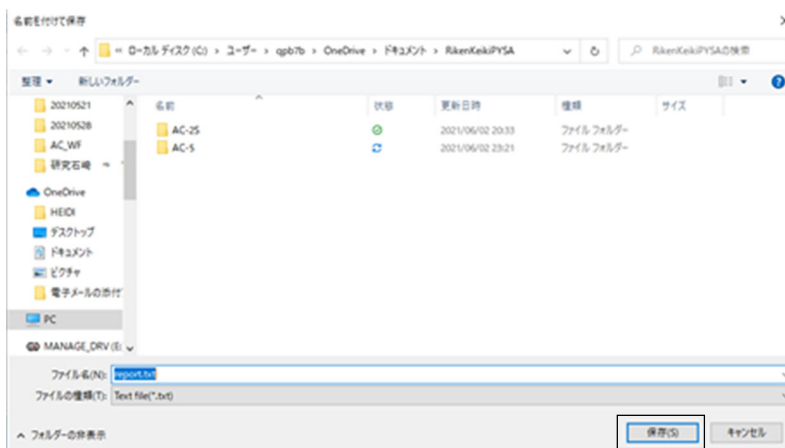 名前を付けて保存
« ローカル ディスク (C:) › ユーザー › qpb7b › OneDrive › ドキュメント › RikenKeikiPYSA
RikenKeikiPYSAの検索
整理 ▾ 新しいフォルダー
名前 状態 更新日時 種類 サイズ
20210521
20210528
AC_WF
研究石崎
AC-2S 2021/06/02 20:33 ファイル フォルダー
AC-5 2021/06/02 23:21 ファイル フォルダー
OneDrive
HEIDI
デスクトップ
ドキュメント
ピクチャ
電子メールの添付
PC
MANAGE_DRV (E:
ファイル名(N): report.txt
ファイルの種類(T): Text file(*.txt)
フォルダーの非表示
保存(S) キャンセル